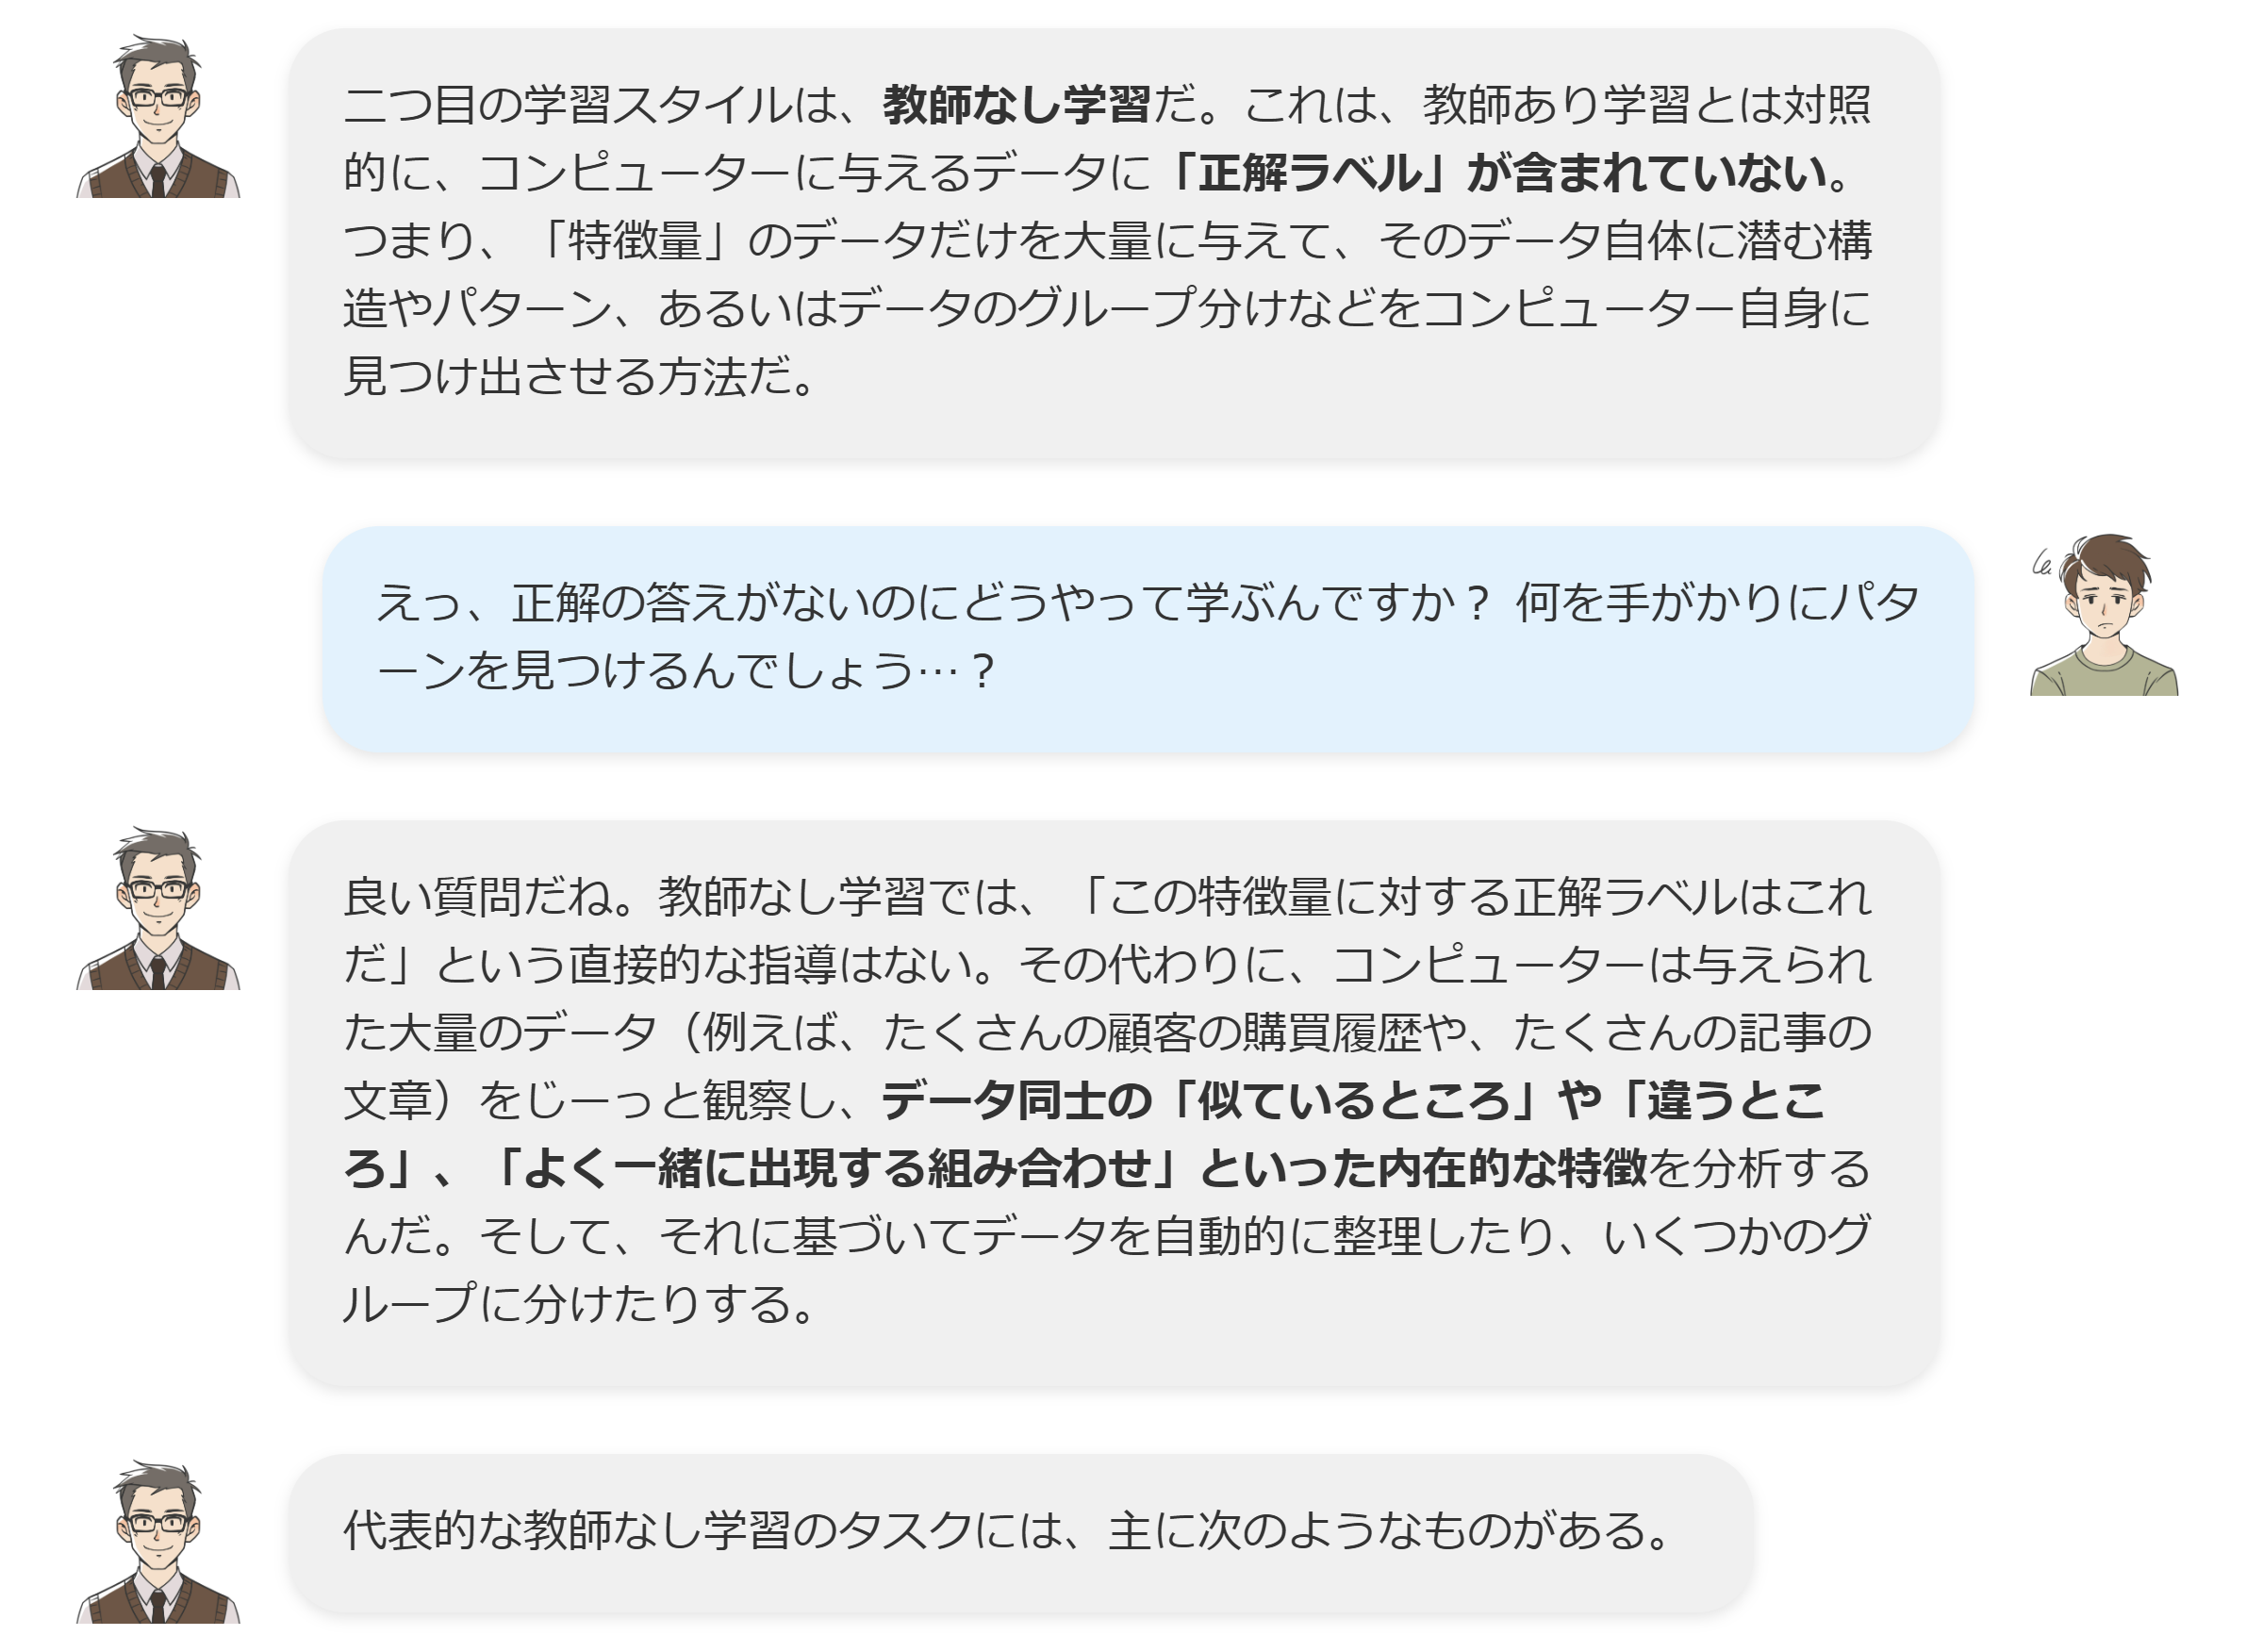 二つ目の学習スタイルは、教師なし学習だ。これは、教師あり学習とは対照
的に、コンピューターに与えるデータに「正解ラベル」が含まれていない。
つまり、「特徴量」のデータだけを大量に与えて、そのデータ自体に潜む構
造やパターン、あるいはデータのグループ分けなどをコンピューター自身に
見つけ出させる方法だ。
えっ、正解の答えがないのにどうやって学ぶんですか？ 何を手がかりにパタ
ーンを見つけるんでしょう…？
良い質問だね。教師なし学習では、「この特徴量に対する正解ラベルはこれ
だ」という直接的な指導はない。その代わりに、コンピューターは与えられ
た大量のデータ（例えば、たくさんの顧客の購買履歴や、たくさんの記事の
文章）をじーっと観察し、データ同士の「似ているところ」や「違うとこ
ろ」、「よく一緒に出現する組み合わせ」といった内在的な特徴を分析する
んだ。そして、それに基づいてデータを自動的に整理したり、いくつかのグ
ループに分けたりする。
代表的な教師なし学習のタスクには、主に次のようなものがある。